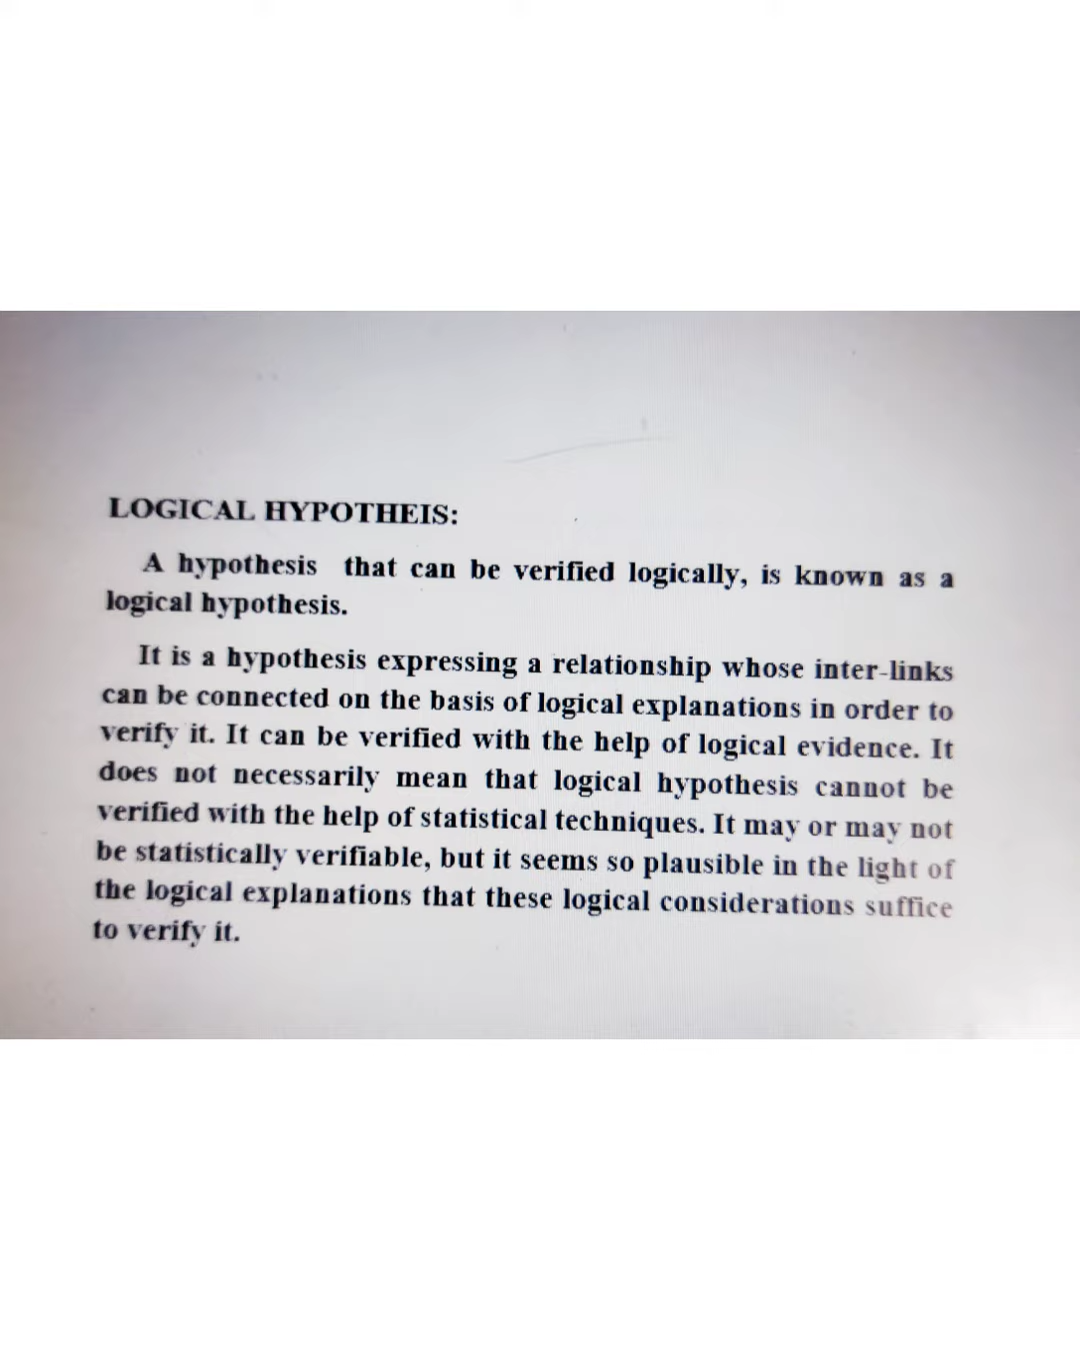 LOGICAL HYPOTHEIS:
A hypothesis that can be verified logically, is known as a
logical hypothesis.
It is a hypothesis expressing a relationship whose inter-links
can be connected on the basis of logical explanations in order to
verify it. It can be verified with the help of logical evidence. It
does not necessarily mean that logical hypothesis cannot be
verified with the help of statistical techniques. It may or may not
be statistically verifiable, but it seems so plausible in the light of
the logical explanations that these logical considerations suffice
to verify it.